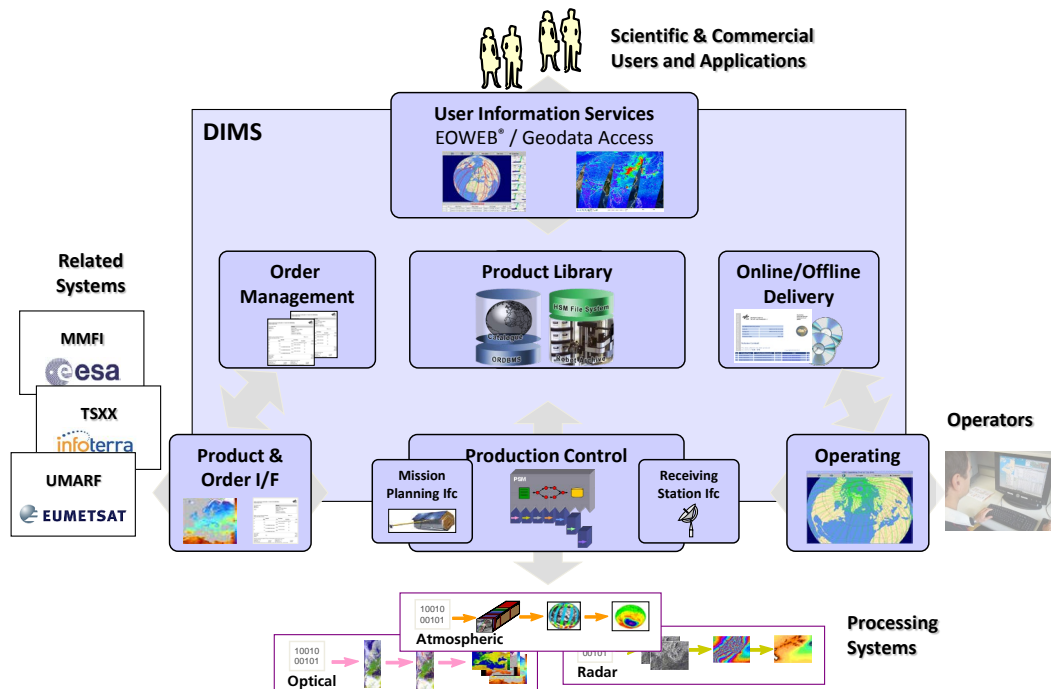 Scientific & Commercial
Users and Applications
DIMS
User Information Services
EOWEB® / Geodata Access
Related
Systems
Order
Management
Product Library
Catalogue
ORDBMS
HSM File System
Robot Archive
Online/Offline
Delivery
MMFI
esa
TSXX
infoterra
UMARF
EUMETSAT
Product &
Order I/F
Mission
Planning Ifc
Production Control
PSM
Receiving
Station Ifc
Operating
Operators
10010
00101
Atmospheric
10010
00101
Optical
00101
Radar
Processing
Systems